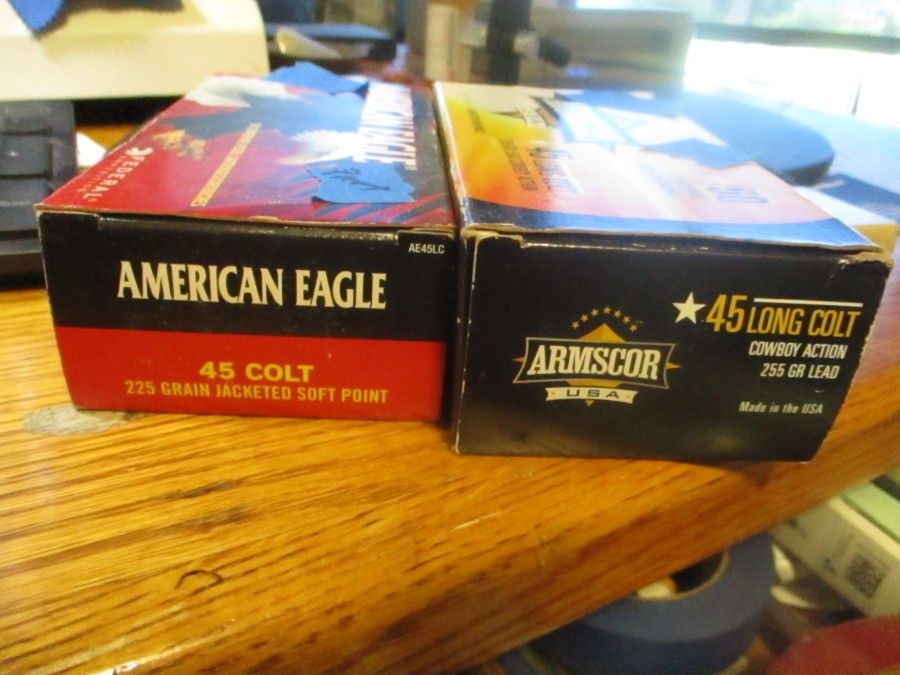 FEDERAL
AE45LC
AMERICAN EAGLE
45 COLT
225 GRAIN JACKETED SOFT POINT
50
ARMSCOR
USA
45 LONG COLT
COWBOY ACTION
255 GR LEAD
Made in the USA